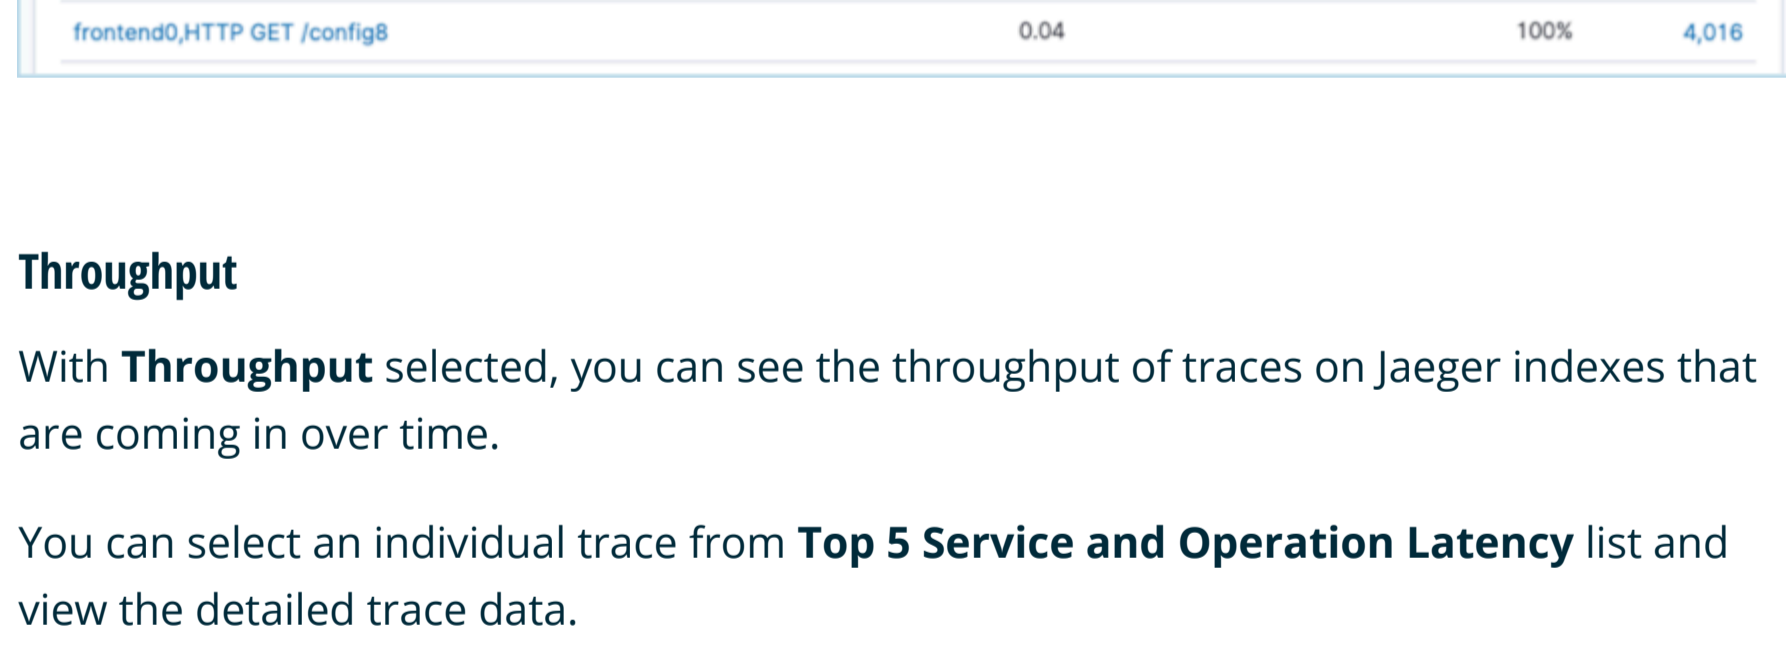 frontend0,HTTP GET /config8 0.04 100% 4,016
Throughput
With Throughput selected, you can see the throughput of traces on Jaeger indexes that
are coming in over time.
You can select an individual trace from Top 5 Service and Operation Latency list and
view the detailed trace data.